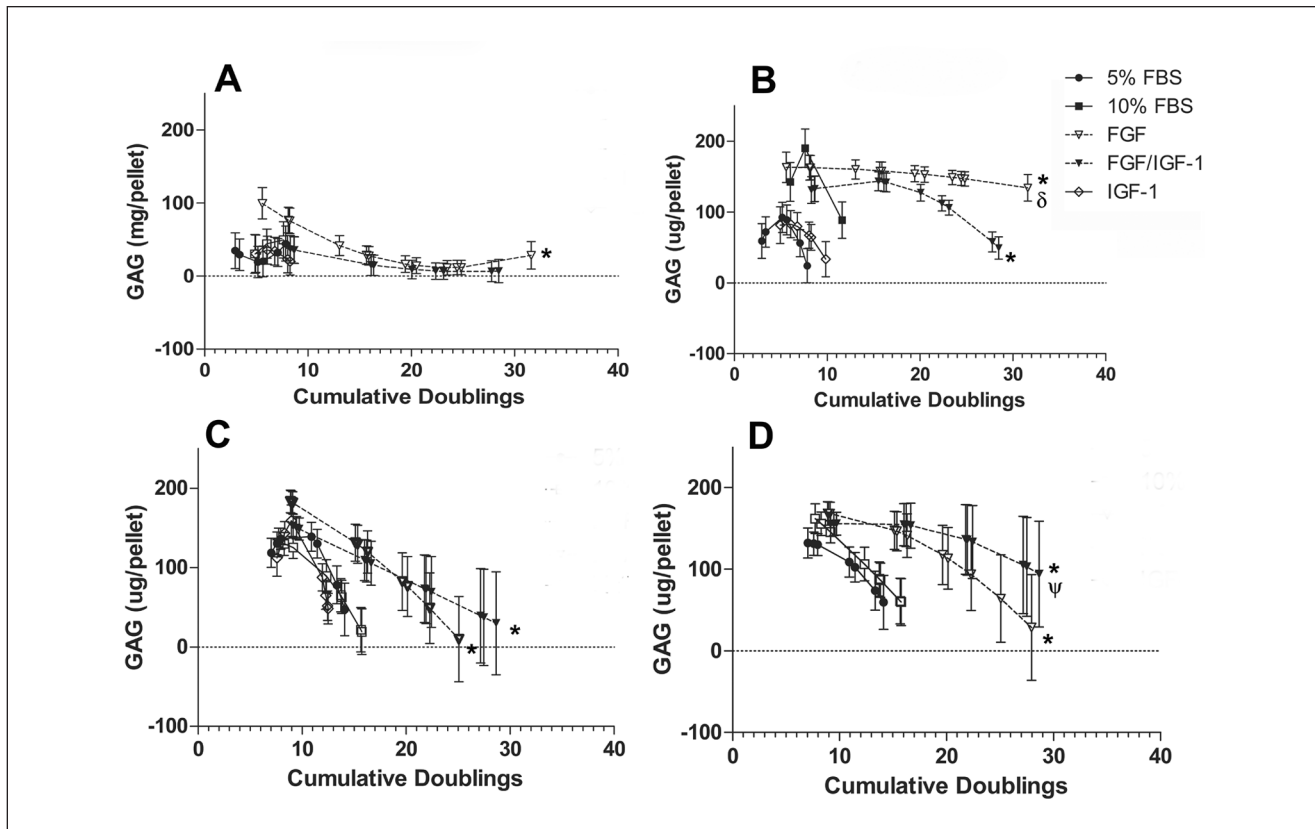 A
200
100
0
-100
GAG (mg/pellet)
*
0 10 20 30 40
Cumulative Doublings
B
200
100
0
-100
GAG (ug/pellet)
*
δ
*
0 10 20 30 40
Cumulative Doublings
5% FBS
10% FBS
FGF
FGF/IGF-1
IGF-1
C
200
100
0
-100
GAG (ug/pellet)
*
*
0 10 20 30 40
Cumulative Doublings
D
200
100
0
-100
GAG (ug/pellet)
*
ψ
*
0 10 20 30 40
Cumulative Doublings